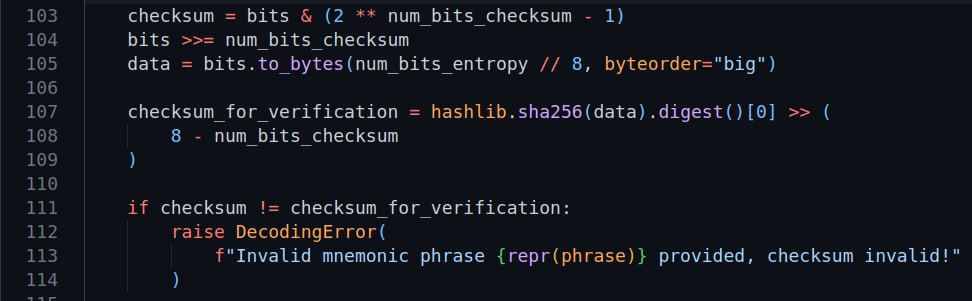 103 checksum = bits & (2 ** num_bits_checksum - 1)
104 bits >>= num_bits_checksum
105 data = bits.to_bytes(num_bits_entropy // 8, byteorder="big")
106
107 checksum_for_verification = hashlib.sha256(data).digest()[0] >> (
108     8 - num_bits_checksum
109 )
110
111 if checksum != checksum_for_verification:
112     raise DecodingError(
113         f"Invalid mnemonic phrase {repr(phrase)} provided, checksum invalid!"
114     )